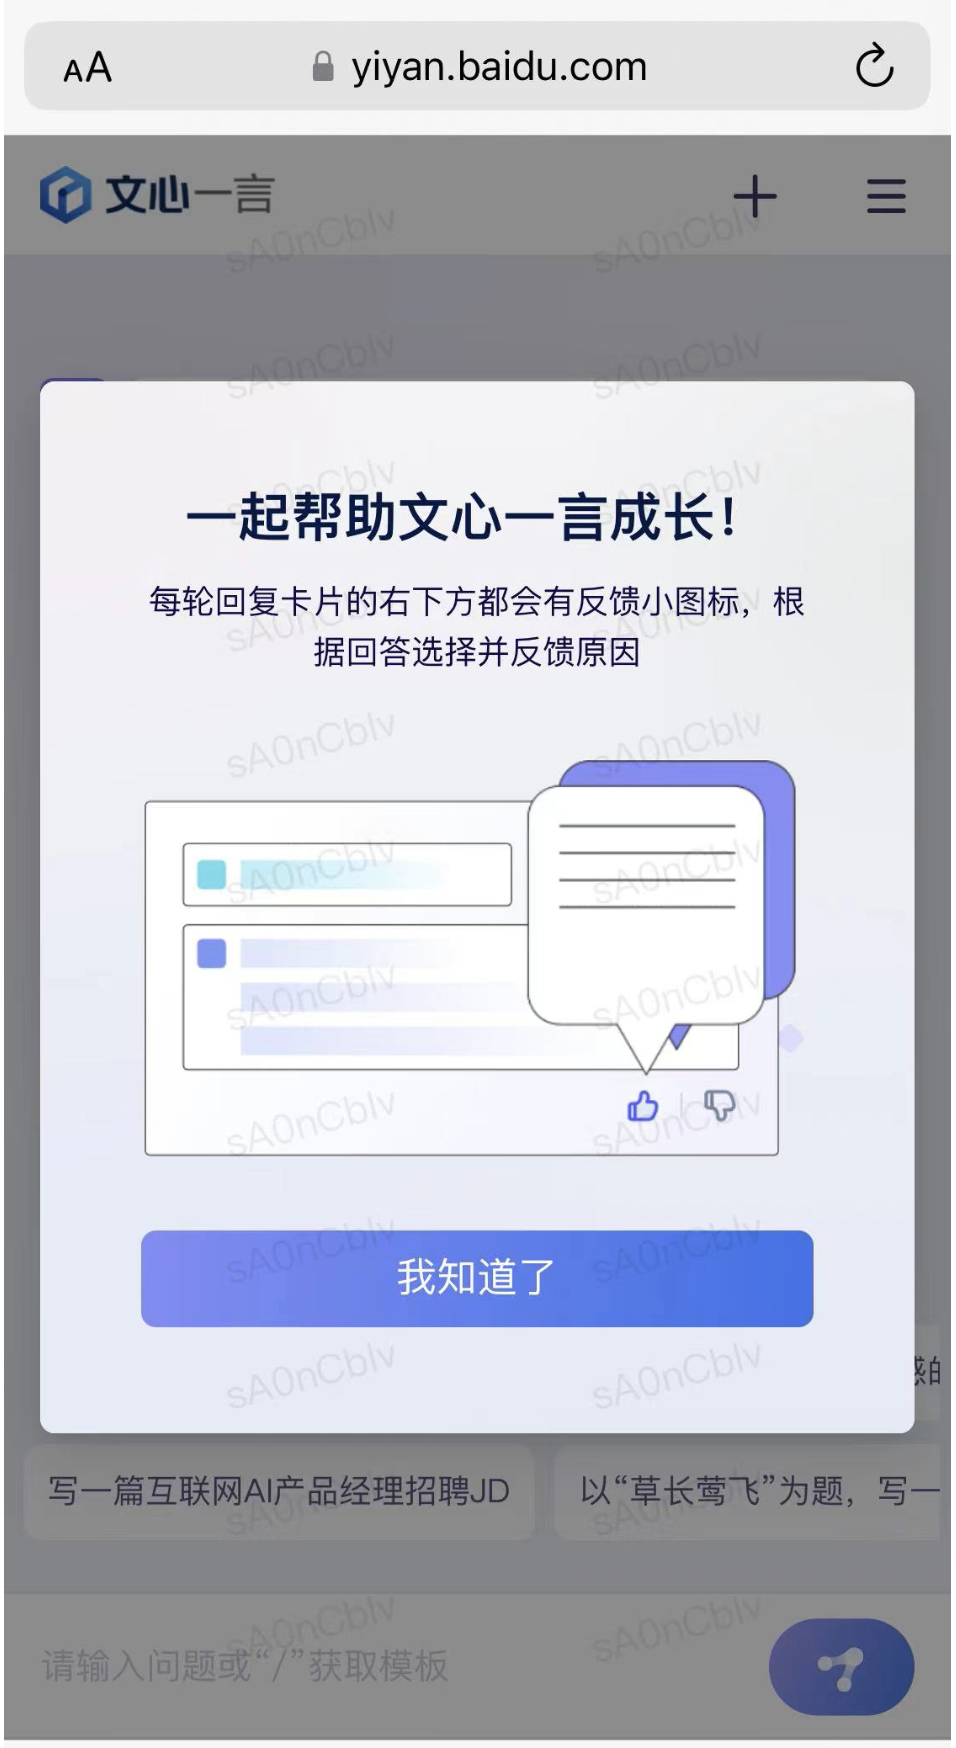 AA
yiyan.baidu.com
文心一言
一起帮助文心一言成长!
每轮回复卡片的右下方都会有反馈小图标，根
据回答选择并反馈原因
我知道了
感的
写一篇互联网AI产品经理招聘JD
以“草长莺飞”为题，写一
请输入问题或“/”获取模板
sA0nCblv